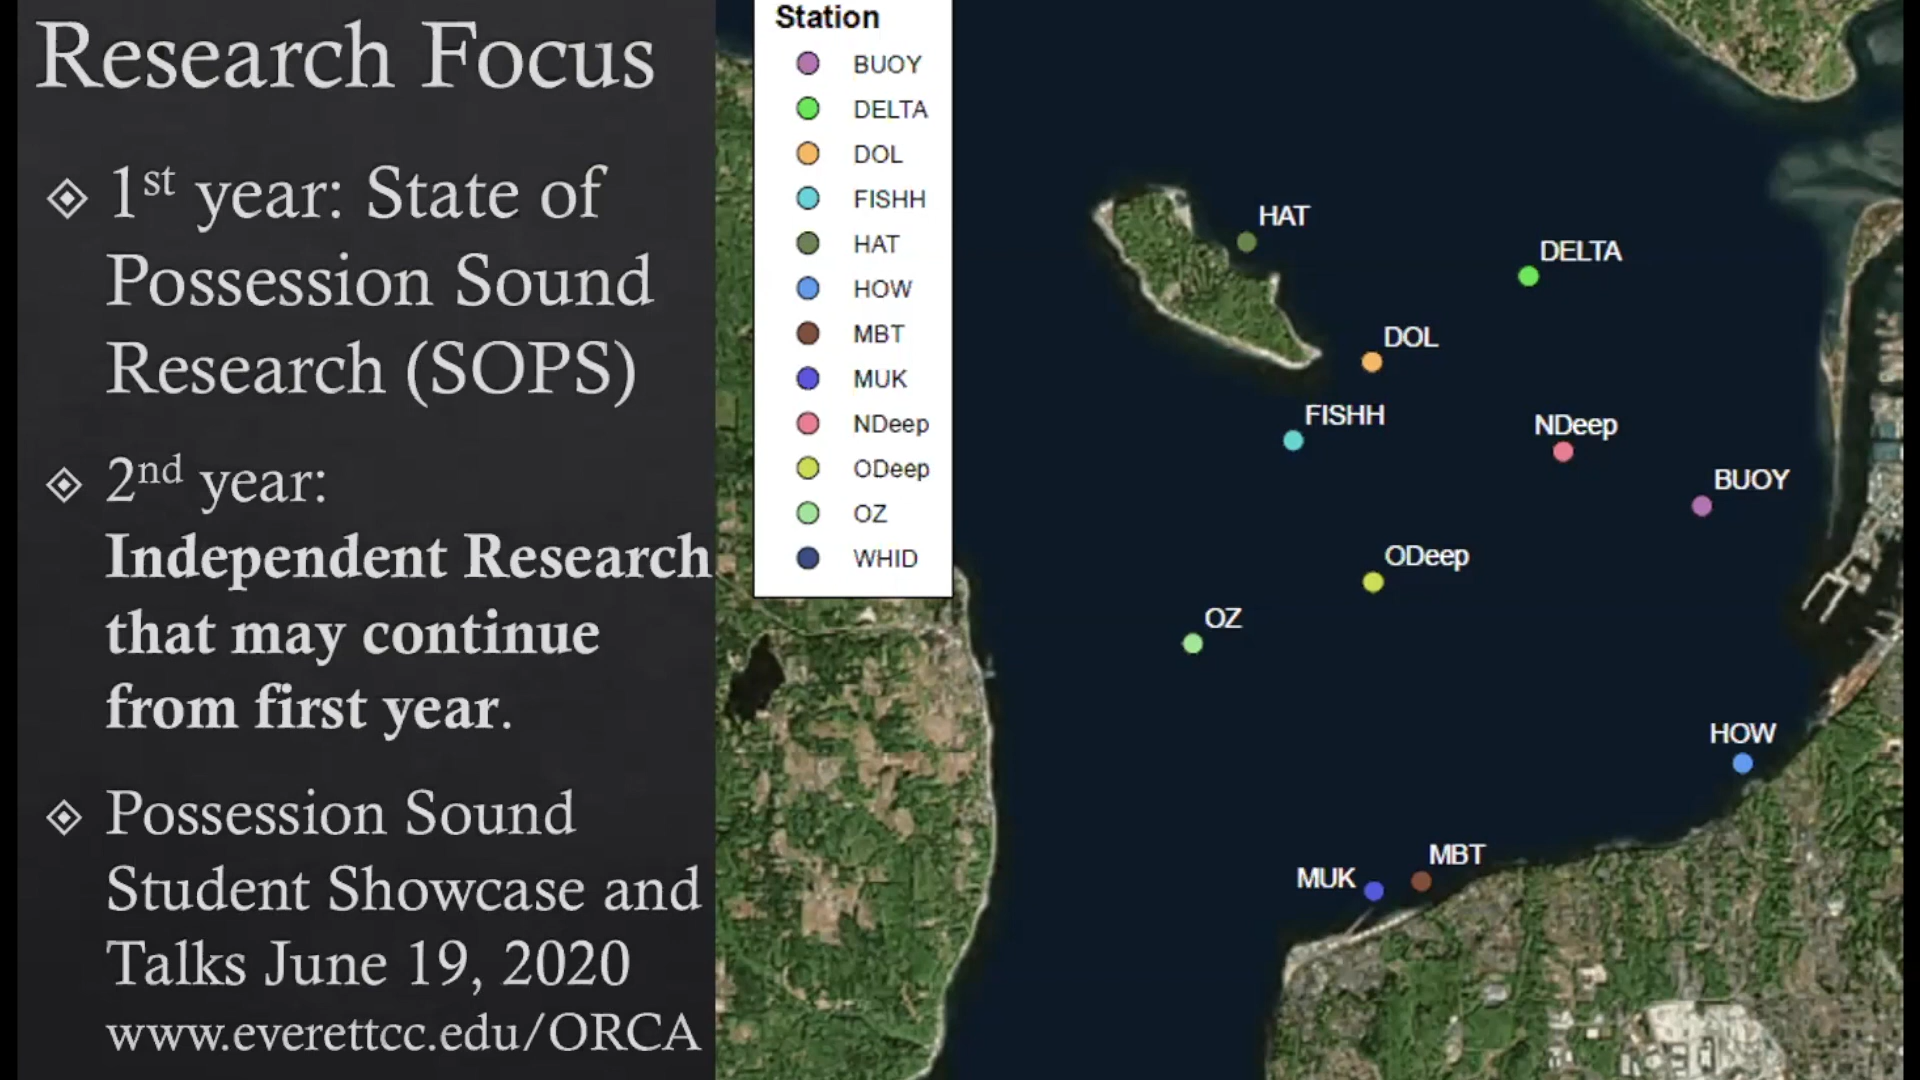 Research Focus
1st year: State of
Possession Sound
Research (SOPS)
2nd year:
Independent Research
that may continue
from first year.
Possession Sound
Student Showcase and
Talks June 19, 2020
www.everettcc.edu/ORCA
Station
BUOY
DELTA
DOL
FISHH
HAT
HOW
MBT
MUK
NDeep
ODeep
OZ
WHID
HAT
DELTA
DOL
FISHH
NDeep
BUOY
ODeep
OZ
HOW
MBT
MUK